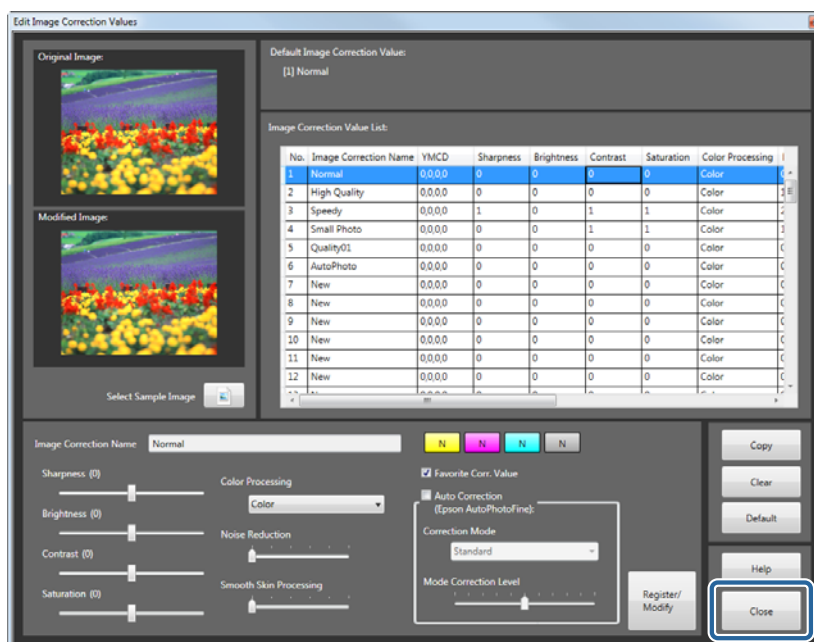 Edit Image Correction Values
Original Image:
Modified Image:
Select Sample Image
Default Image Correction Value:
[1] Normal
Image Correction Value List:
No. Image Correction Name YMCD Sharpness Brightness Contrast Saturation Color Processing
1 Normal 0,0,0,0 0 0 0 0 Color
2 High Quality 0,0,0,0 0 0 0 0 Color
3 Speedy 0,0,0,0 1 0 1 1 Color
4 Small Photo 0,0,0,0 0 0 1 1 Color
5 Quality01 0,0,0,0 0 0 0 0 Color
6 AutoPhoto 0,0,0,0 0 0 0 0 Color
7 New 0,0,0,0 0 0 0 0 Color
8 New 0,0,0,0 0 0 0 0 Color
9 New 0,0,0,0 0 0 0 0 Color
10 New 0,0,0,0 0 0 0 0 Color
11 New 0,0,0,0 0 0 0 0 Color
12 New 0,0,0,0 0 0 0 0 Color
Image Correction Name Normal
N N N N
Sharpness (0)
Brightness (0)
Contrast (0)
Saturation (0)
Color Processing
Color
Noise Reduction
Smooth Skin Processing
Favorite Corr. Value
Auto Correction
(Epson AutoPhotoFine):
Correction Mode
Standard
Mode Correction Level
Register/
Modify
Copy
Clear
Default
Help
Close